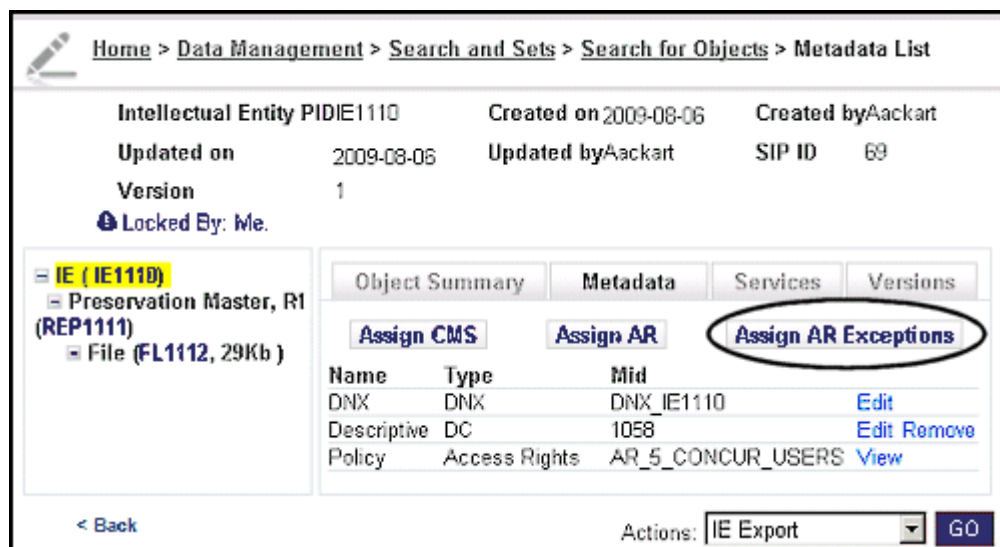 Home > Data Management > Search and Sets > Search for Objects > Metadata List
Intellectual Entity PIDIE1110 Created on 2009-08-06 Created byAackart
Updated on 2009-08-06 Updated byAackart SIP ID 69
Version 1
Locked By: Me.
IE ( IE1110)
Preservation Master, R1
(REP1111)
File (FL1112, 29Kb )
Object Summary Metadata Services Versions
Assign CMS Assign AR Assign AR Exceptions
Name Type Mid
DNX DNX DNX_IE1110 Edit
Descriptive DC 1058 Edit Remove
Policy Access Rights AR_5_CONCUR_USERS View
< Back
Actions: IE Export GO